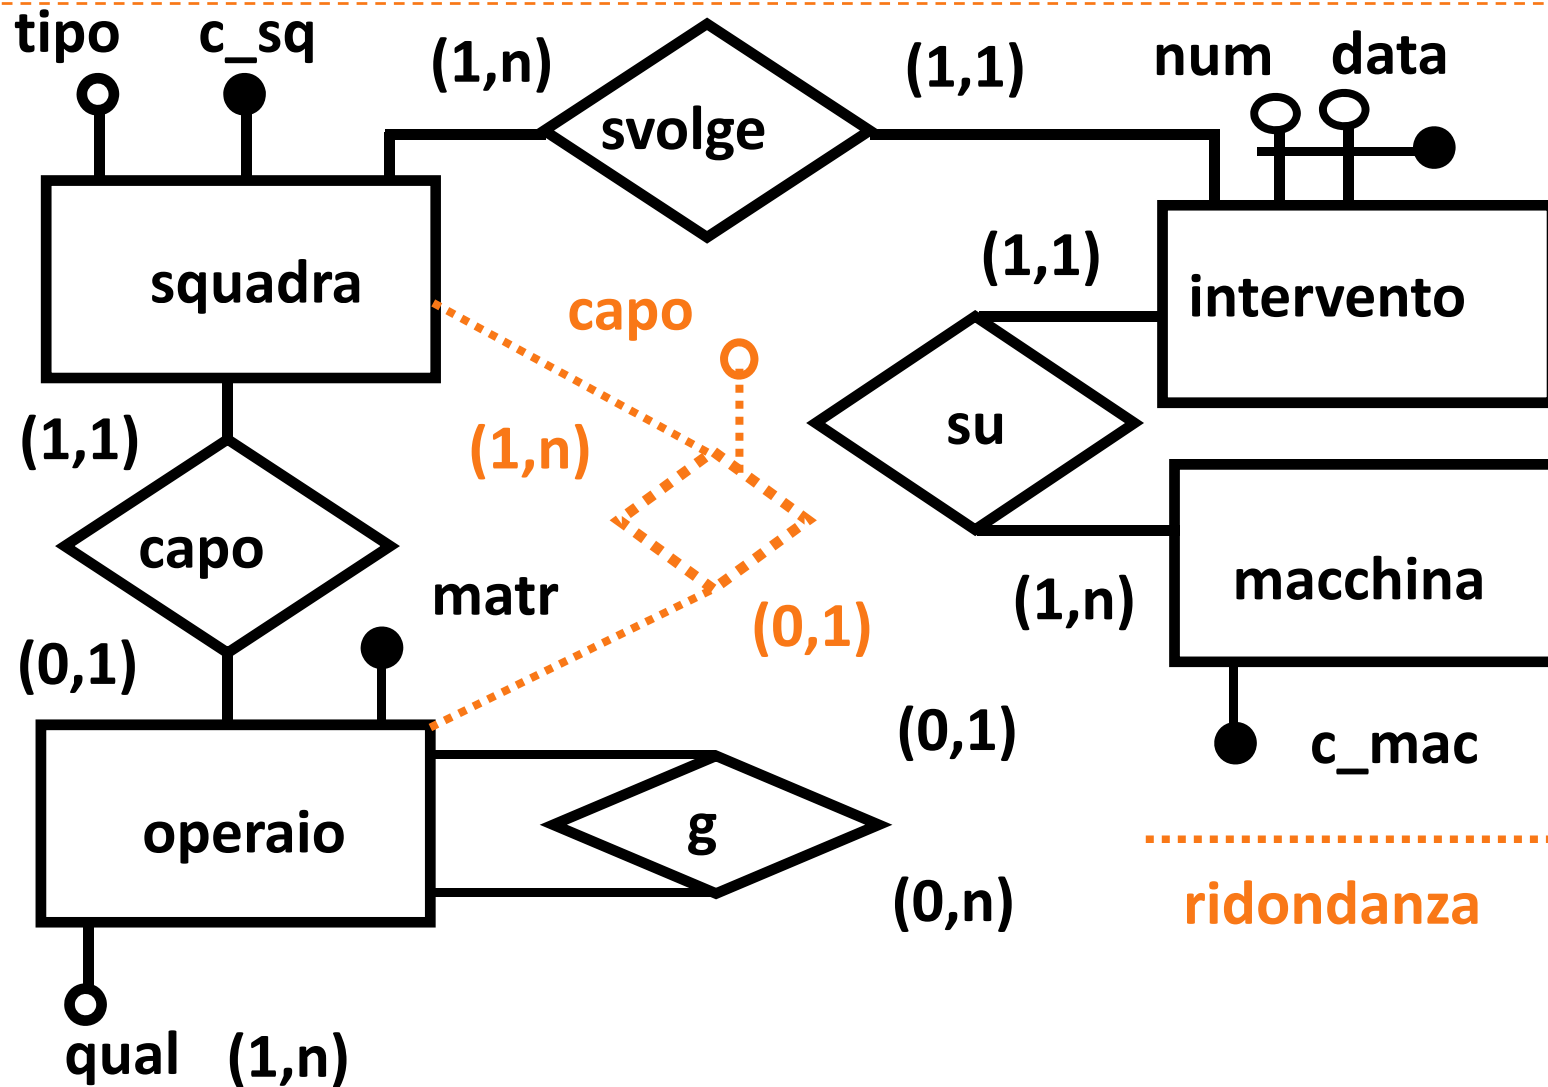 tipo c_sq (1,n) svolge (1,1) num data
squadra
capo
(1,1)
intervento
(1,1)
(1,n)
su
capo
matr
(1,n)
macchina
(0,1)
(0,1)
(0,1)
c_mac
operaio
g
(0,n)
ridondanza
qual (1,n)